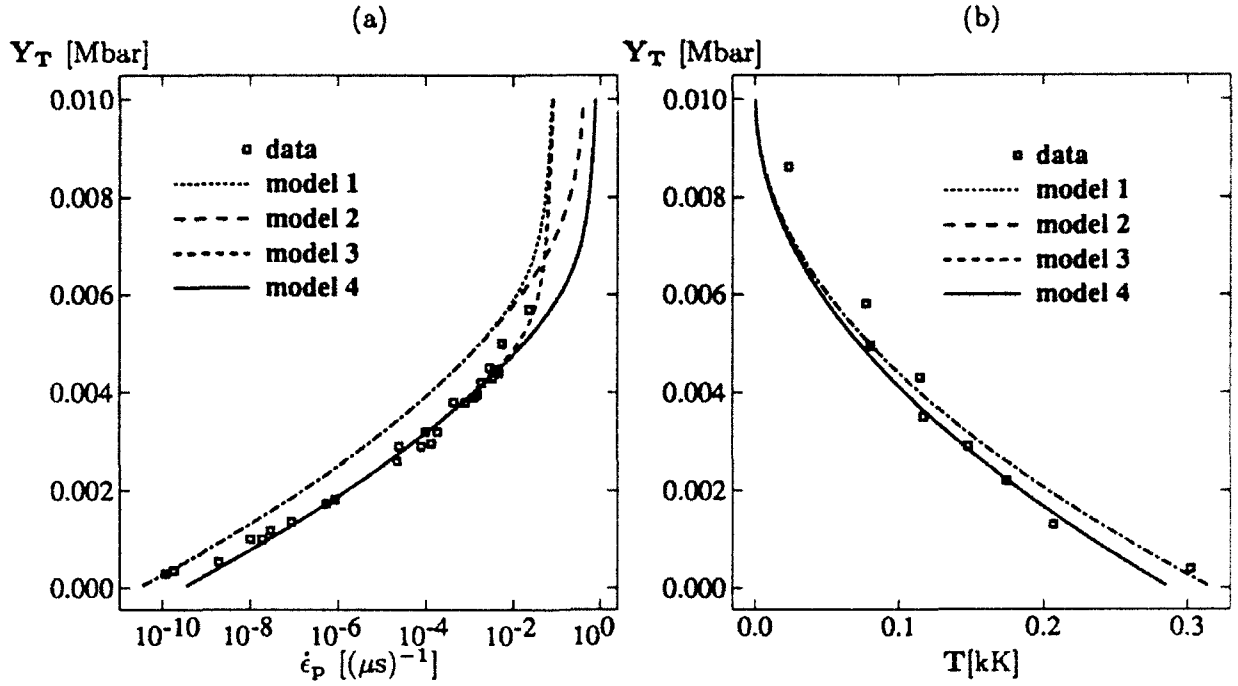 (a)
Y_T [Mbar]
0.010
0.008
0.006
0.004
0.002
0.000
data
model 1
model 2
model 3
model 4
10^-10 10^-8 10^-6 10^-4 10^-2 10^0
ε̇_p [(μs)^-1]
(b)
Y_T [Mbar]
0.010
0.008
0.006
0.004
0.002
0.000
data
model 1
model 2
model 3
model 4
0.0 0.1 0.2 0.3
T[kK]